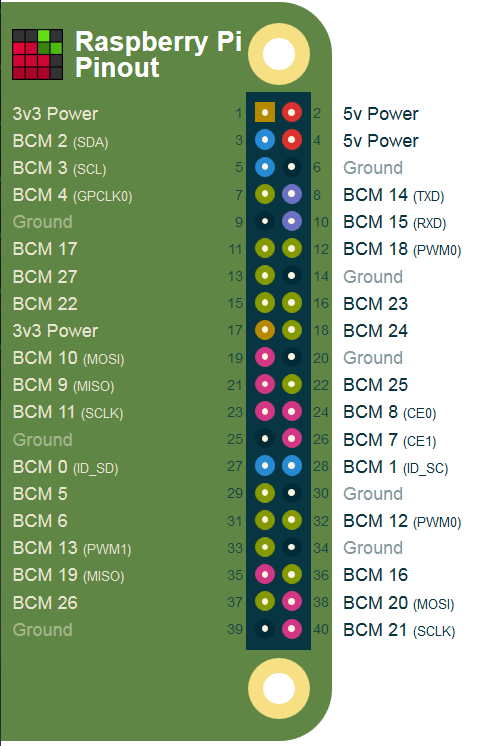 Raspberry Pi
Pinout
3v3 Power 1 2 5v Power
BCM 2 (SDA) 3 4 5v Power
BCM 3 (SCL) 5 6 Ground
BCM 4 (GPCLK0) 7 8 BCM 14 (TXD)
Ground 9 10 BCM 15 (RXD)
BCM 17 11 12 BCM 18 (PWM0)
BCM 27 13 14 Ground
BCM 22 15 16 BCM 23
3v3 Power 17 18 BCM 24
BCM 10 (MOSI) 19 20 Ground
BCM 9 (MISO) 21 22 BCM 25
BCM 11 (SCLK) 23 24 BCM 8 (CE0)
Ground 25 26 BCM 7 (CE1)
BCM 0 (ID_SD) 27 28 BCM 1 (ID_SC)
BCM 5 29 30 Ground
BCM 6 31 32 BCM 12 (PWM0)
BCM 13 (PWM1) 33 34 Ground
BCM 19 (MISO) 35 36 BCM 16
BCM 26 37 38 BCM 20 (MOSI)
Ground 39 40 BCM 21 (SCLK)